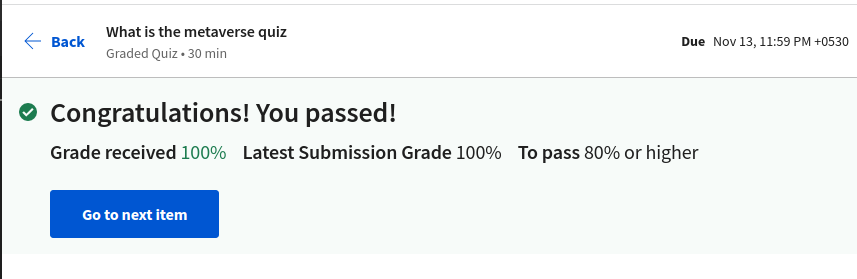 Back
What is the metaverse quiz
Graded Quiz • 30 min
Due Nov 13, 11:59 PM +0530
Congratulations! You passed!
Grade received 100% Latest Submission Grade 100% To pass 80% or higher
Go to next item